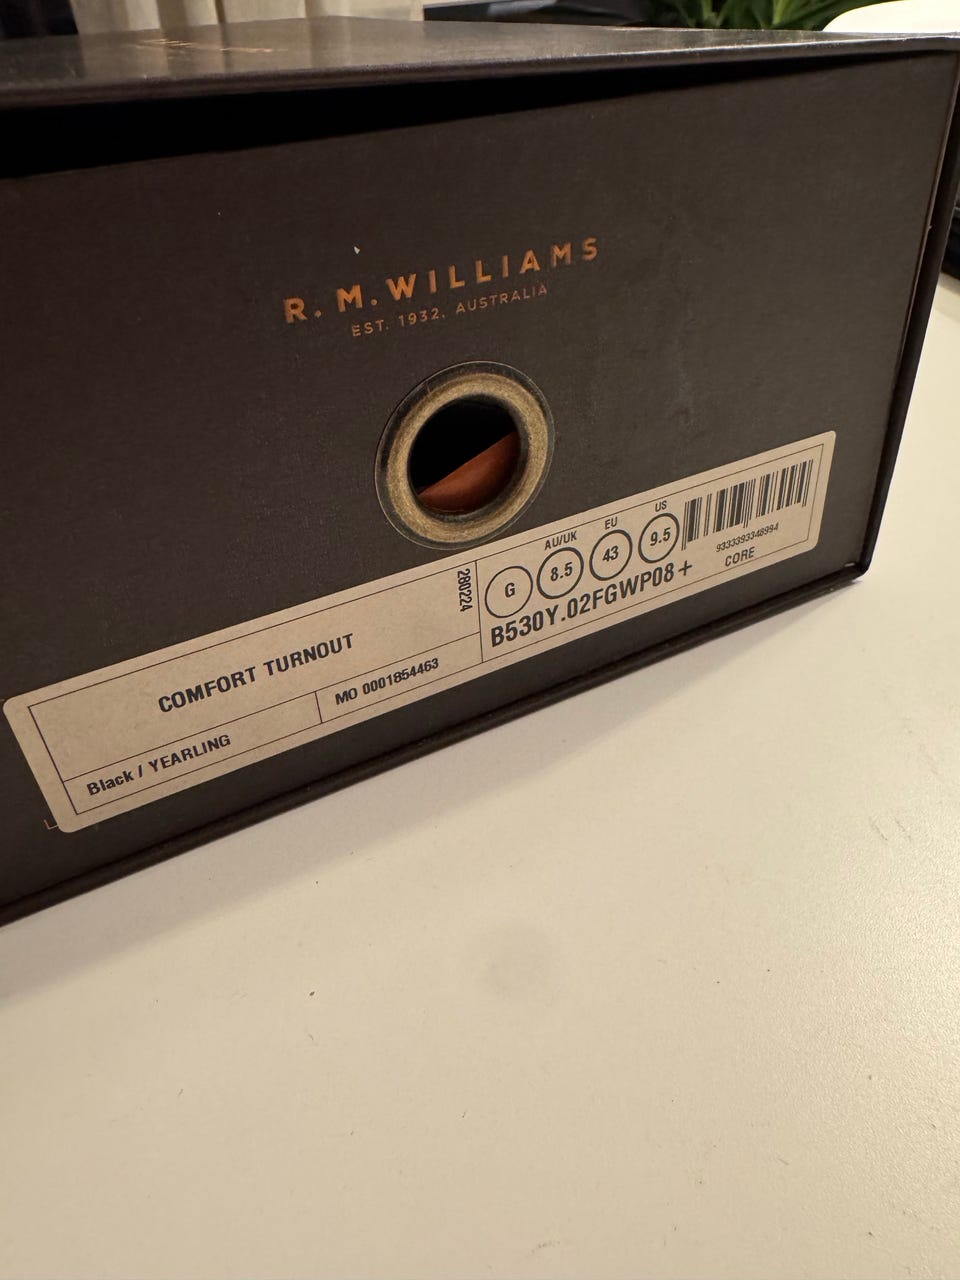 R.M.WILLIAMS
EST. 1932. AUSTRALIA
COMFORT TURNOUT
280224
Black / YEARLING
MO 0001854463
G
AU/UK
8.5
EU
43
US
9.5
B530Y.02FGWP08+
9333393348994
CORE